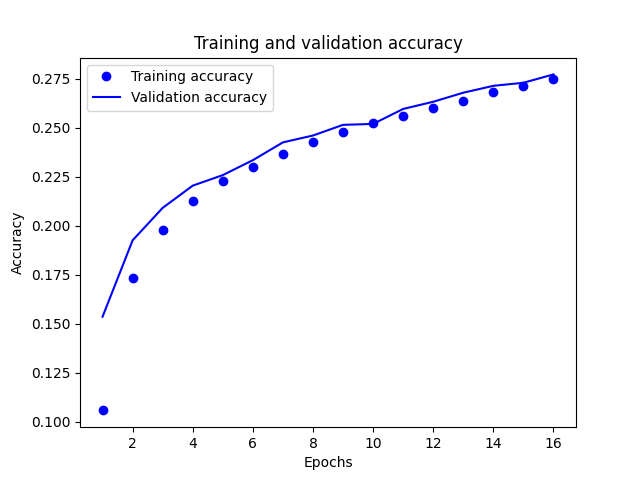 Training and validation accuracy
Training accuracy
Validation accuracy
Accuracy
0.275
0.250
0.225
0.200
0.175
0.150
0.125
0.100
2 4 6 8 10 12 14 16
Epochs